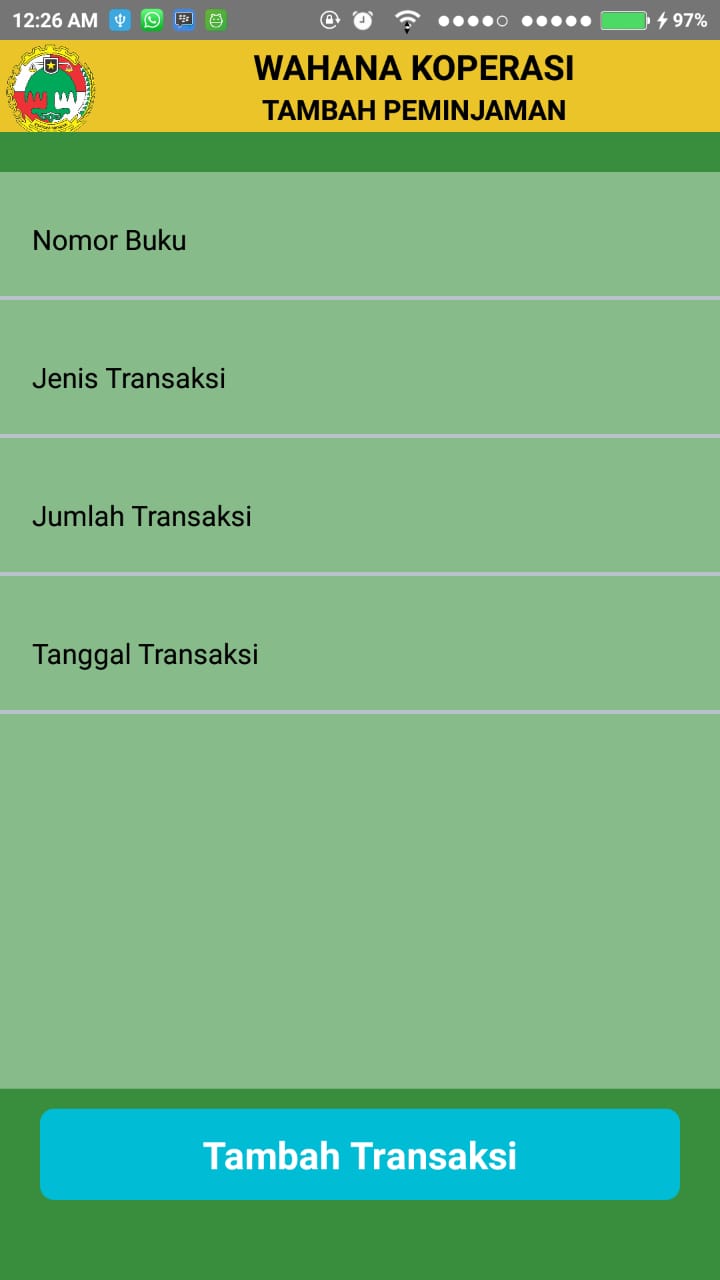 12:26 AM
97%
WAHANA KOPERASI
TAMBAH PEMINJAMAN
Nomor Buku
Jenis Transaksi
Jumlah Transaksi
Tanggal Transaksi
Tambah Transaksi